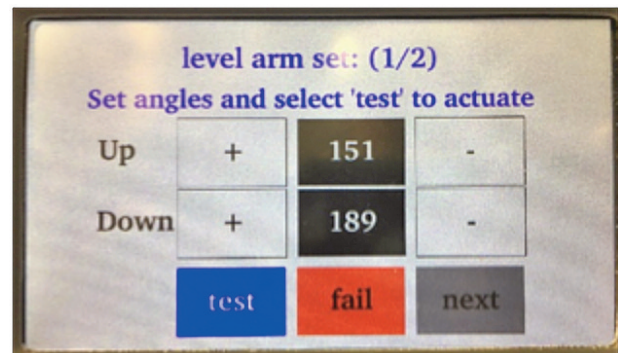 level arm set: (1/2)
Set angles and select 'test' to actuate
Up + 151 -
Down + 189 -
test fail next